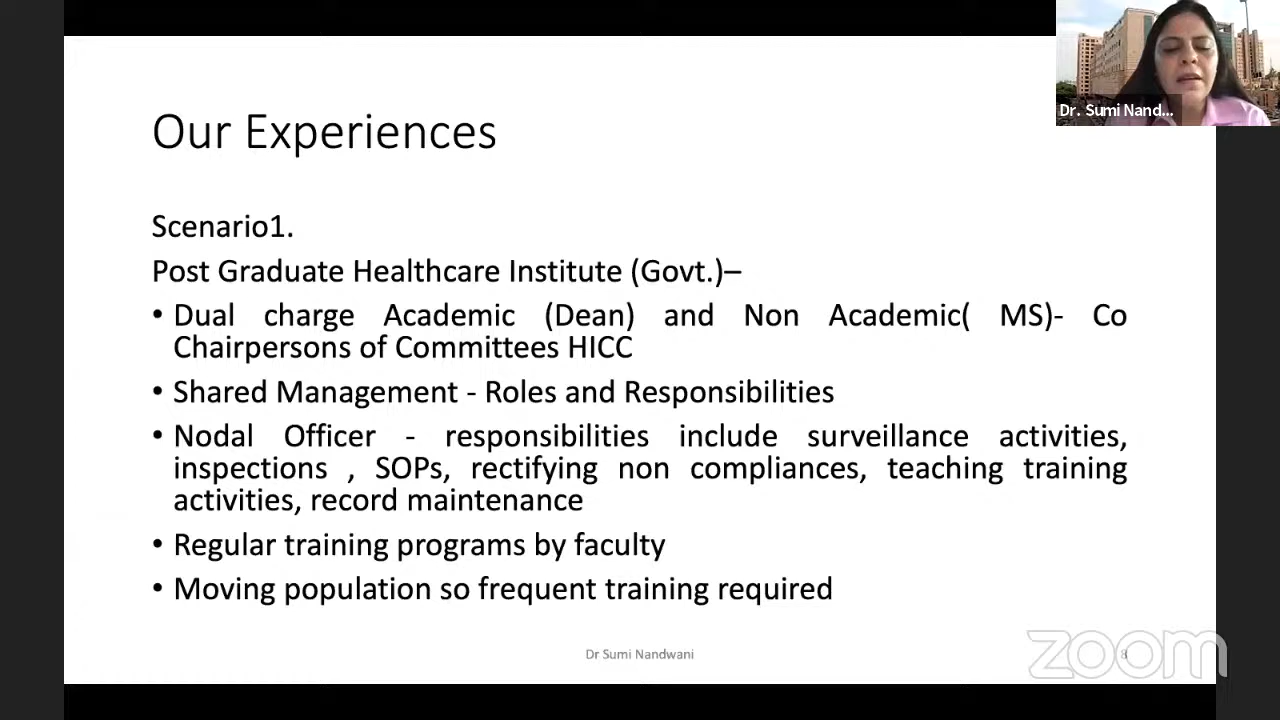 Dr. Sumi Nand...
Our Experiences
Scenario1.
Post Graduate Healthcare Institute (Govt.)–
• Dual charge Academic (Dean) and Non Academic( MS)- Co
Chairpersons of Committees HICC
• Shared Management - Roles and Responsibilities
• Nodal Officer - responsibilities include surveillance activities,
inspections , SOPs, rectifying non compliances, teaching training
activities, record maintenance
• Regular training programs by faculty
• Moving population so frequent training required
Dr Sumi Nandwani
8
zoom